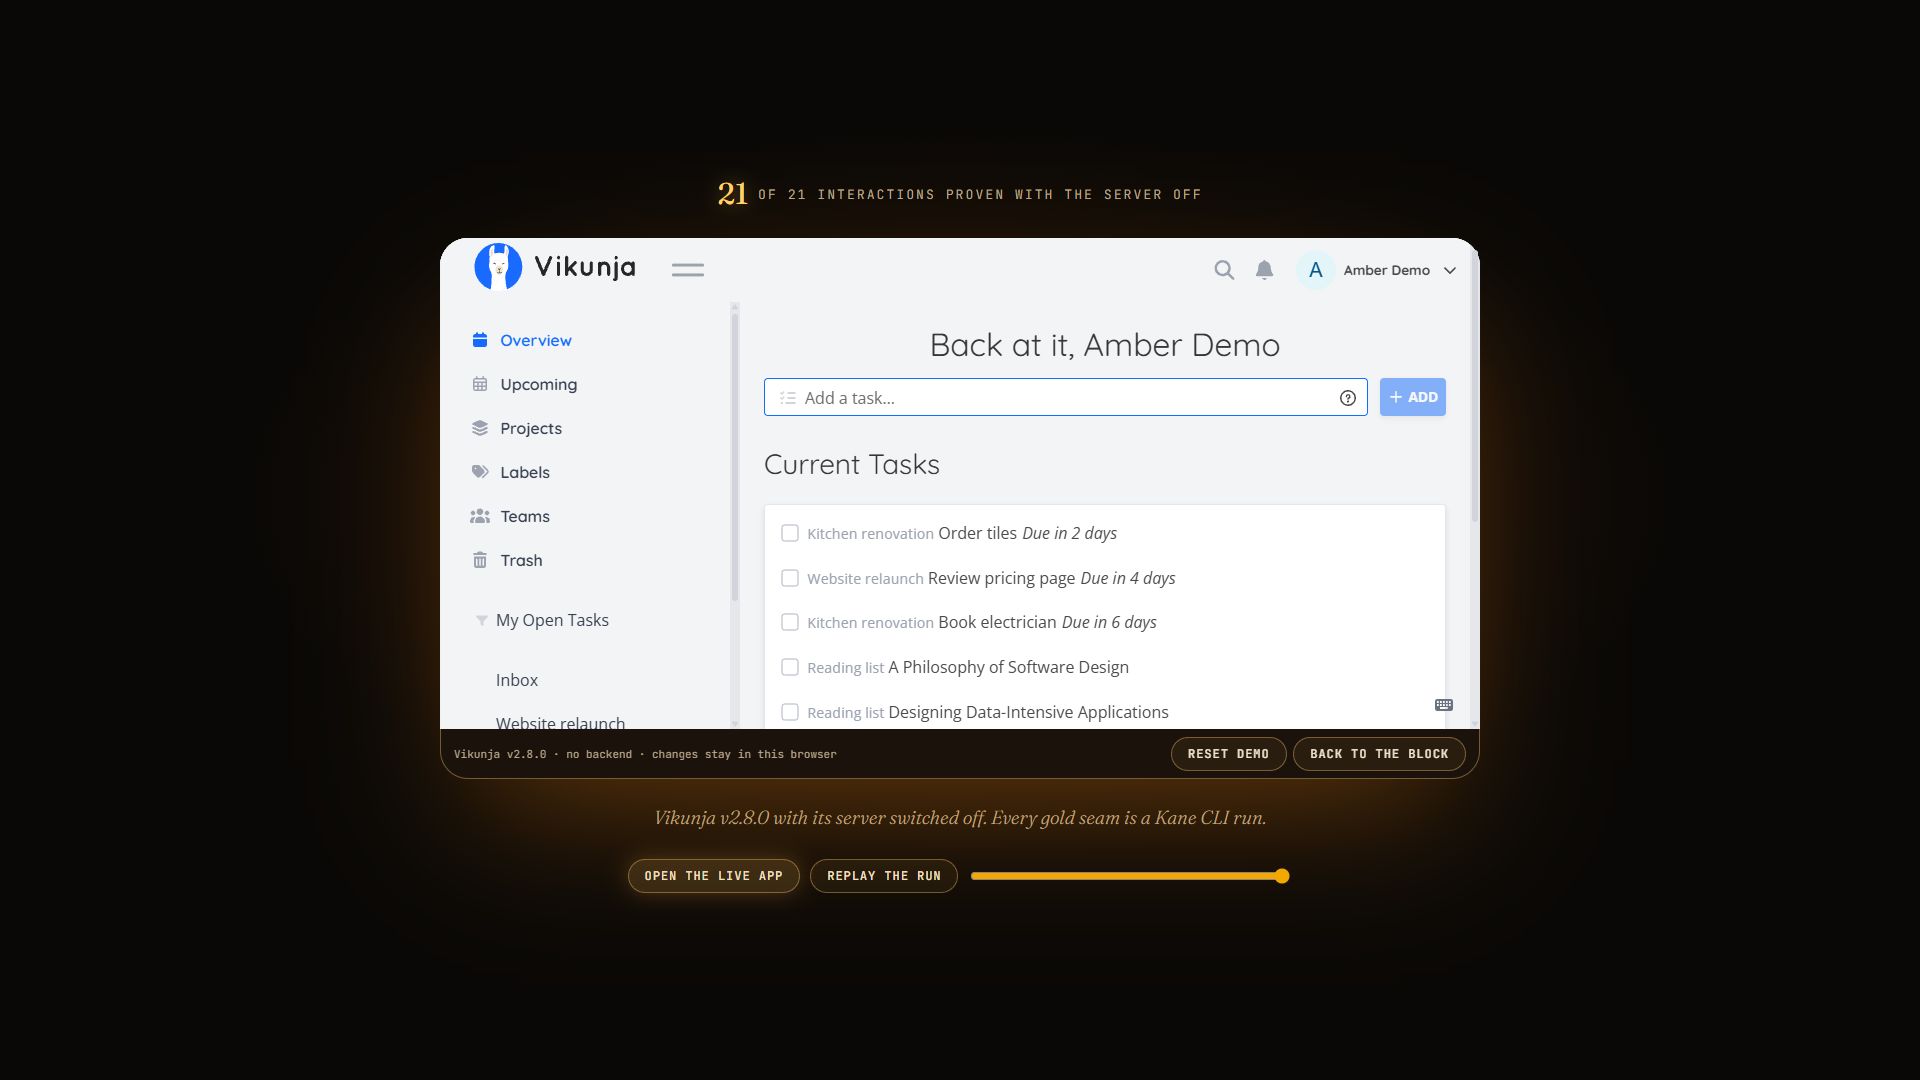 21 OF 21 INTERACTIONS PROVEN WITH THE SERVER OFF
Vikunja
A Amber Demo
Overview
Upcoming
Projects
Labels
Teams
Trash
My Open Tasks
Inbox
Website relaunch
Back at it, Amber Demo
Add a task...
+ ADD
Current Tasks
Kitchen renovation Order tiles Due in 2 days
Website relaunch Review pricing page Due in 4 days
Kitchen renovation Book electrician Due in 6 days
Reading list A Philosophy of Software Design
Reading list Designing Data-Intensive Applications
Vikunja v2.8.0 · no backend · changes stay in this browser
RESET DEMO
BACK TO THE BLOCK
Vikunja v2.8.0 with its server switched off. Every gold seam is a Kane CLI run.
OPEN THE LIVE APP
REPLAY THE RUN